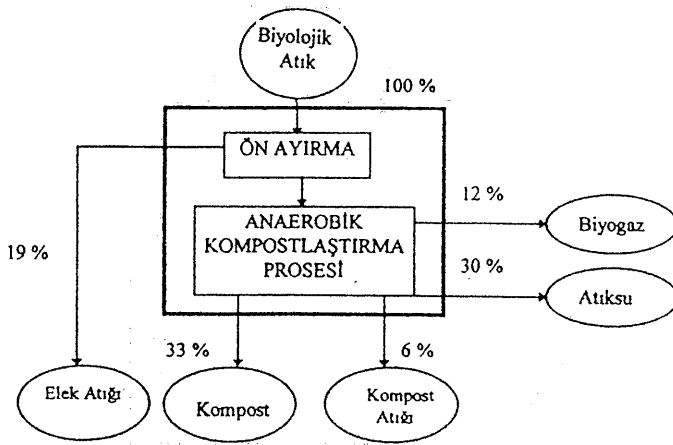 Biyolojik
Atık
100 %
ÖN AYIRMA
12 %
ANAEROBİK
KOMPOSTLAŞTIRMA
PROSESİ
Biyogaz
19 %
30 %
Atıksu
33 %
6 %
Elek Atığı
Kompost
Kompost
Atığı